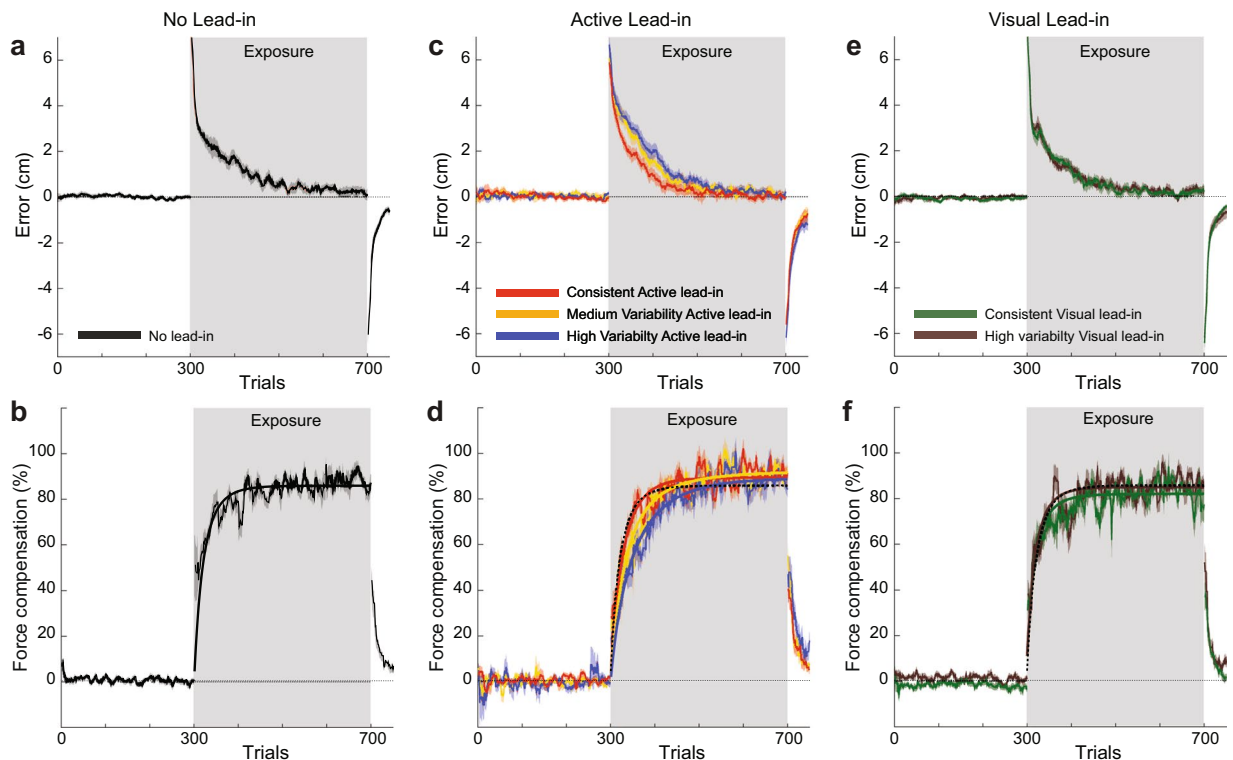 No Lead-in
Active Lead-in
Visual Lead-in
a
Exposure
6
4
2
0
-2
-4
-6
Error (cm)
No lead-in
0
300
700
Trials
c
Exposure
6
4
2
0
-2
-4
-6
Error (cm)
Consistent Active lead-in
Medium Variability Active lead-in
High Variabilty Active lead-in
0
300
700
Trials
e
Exposure
6
4
2
0
-2
-4
-6
Error (cm)
Consistent Visual lead-in
High variabilty Visual lead-in
0
300
700
Trials
b
Exposure
100
80
60
40
20
0
Force compensation (%)
0
300
700
Trials
d
Exposure
100
80
60
40
20
0
Force compensation (%)
0
300
700
Trials
f
Exposure
100
80
60
40
20
0
Force compensation (%)
0
300
700
Trials